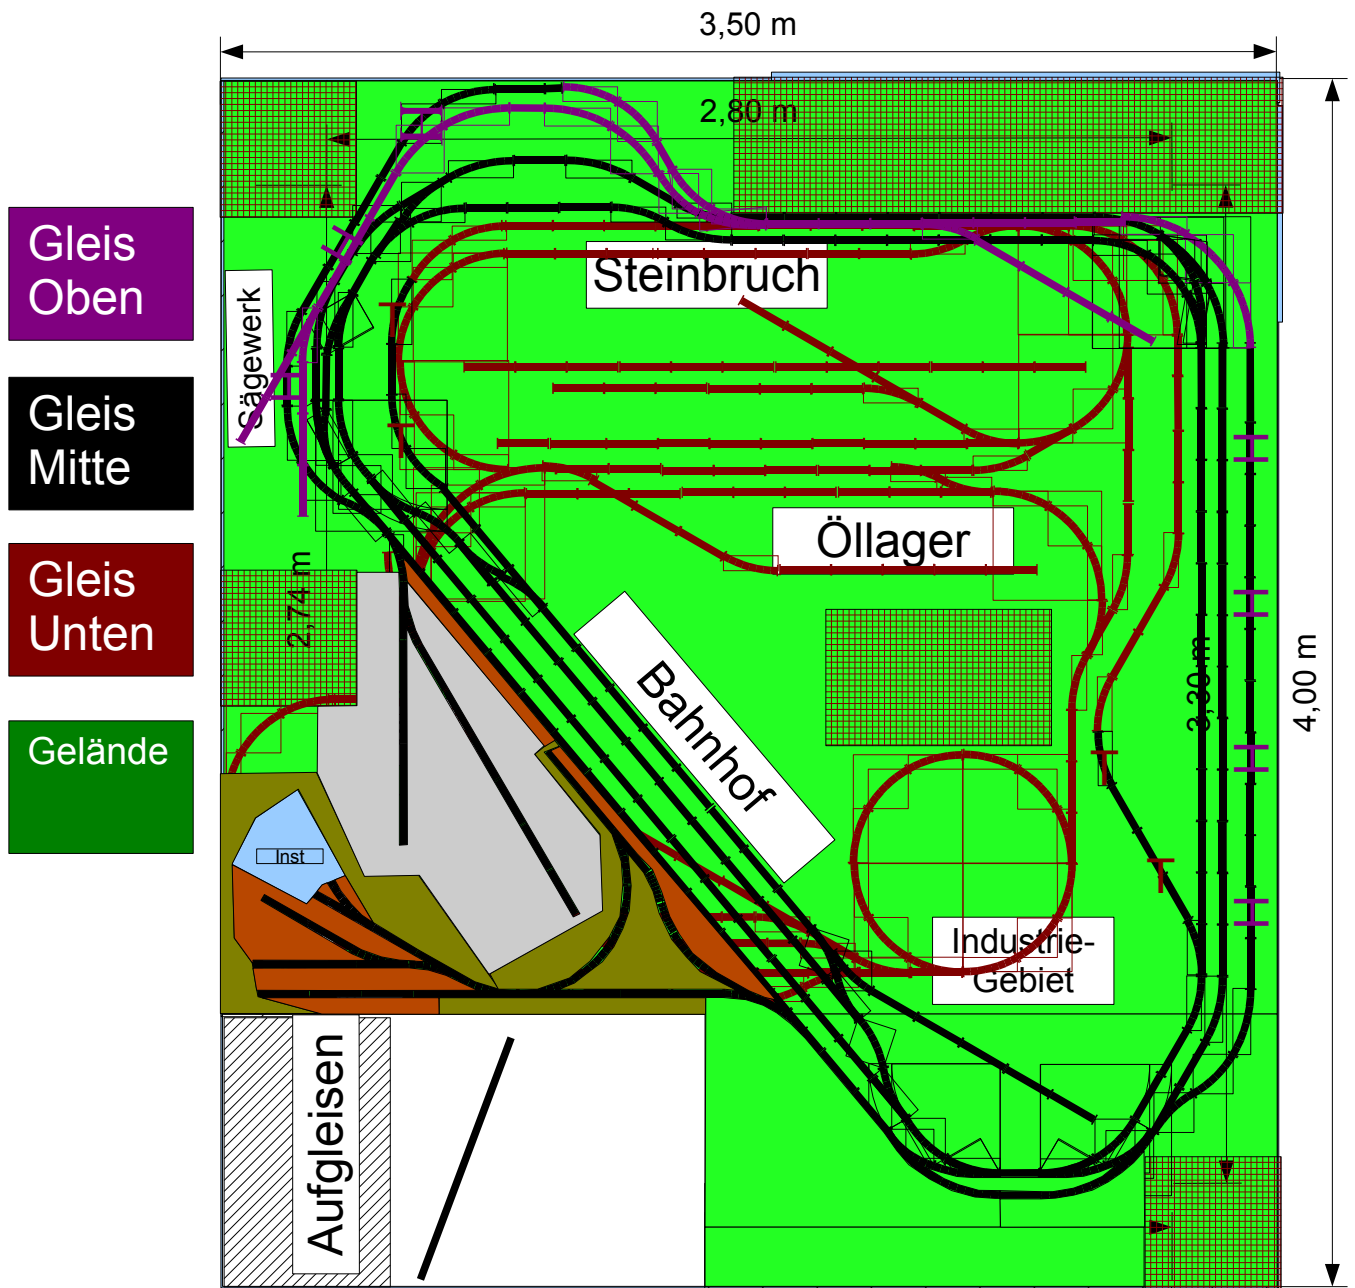 3,50 m
2,80 m
Gleis
Oben
Steinbruch
Sägewerk
Gleis
Mitte
Öllager
Gleis
Unten
2,74 m
Bahnhof
3,30 m
4,00 m
Gelände
Inst
Industrie-
Gebiet
Aufgleisen